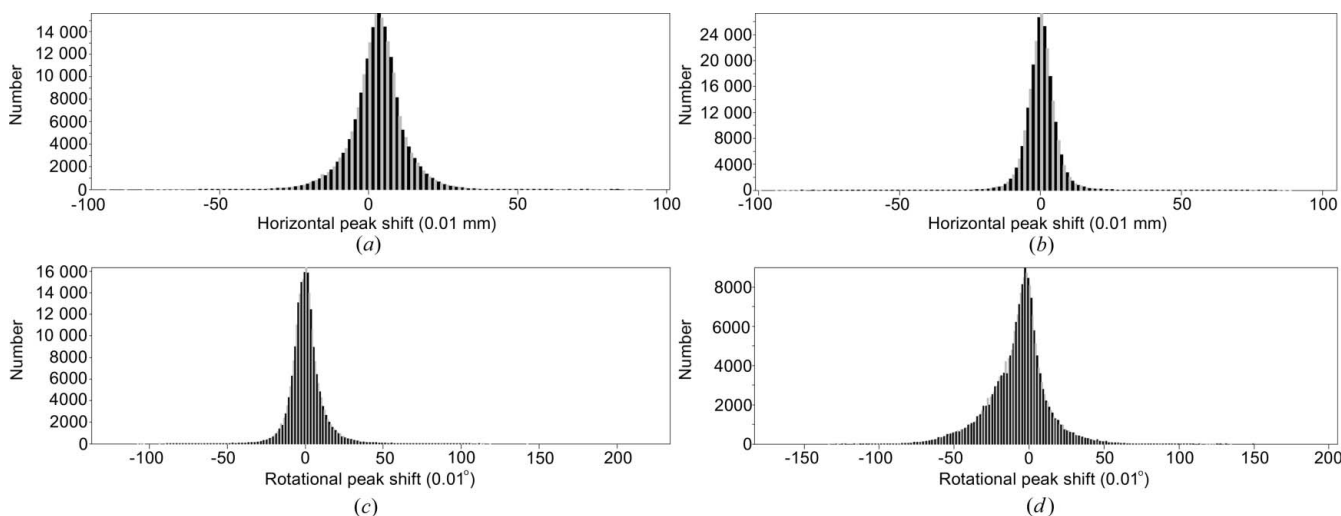 14 000
12 000
10 000
8000
6000
4000
2000
0
Number
-100 -50 0 50 100
Horizontal peak shift (0.01 mm)
(a)
24 000
20 000
16 000
12 000
8000
4000
0
Number
-100 -50 0 50 100
Horizontal peak shift (0.01 mm)
(b)
16 000
14 000
12 000
10 000
8000
6000
4000
2000
0
Number
-100 -50 0 50 100 150 200
Rotational peak shift (0.01°)
(c)
8000
6000
4000
2000
0
Number
-150 -100 -50 0 50 100 150 200
Rotational peak shift (0.01°)
(d)